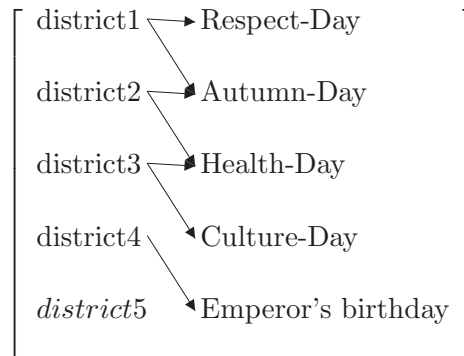 district1 Respect-Day
district2 Autumn-Day
district3 Health-Day
district4 Culture-Day
district5 Emperor's birthday